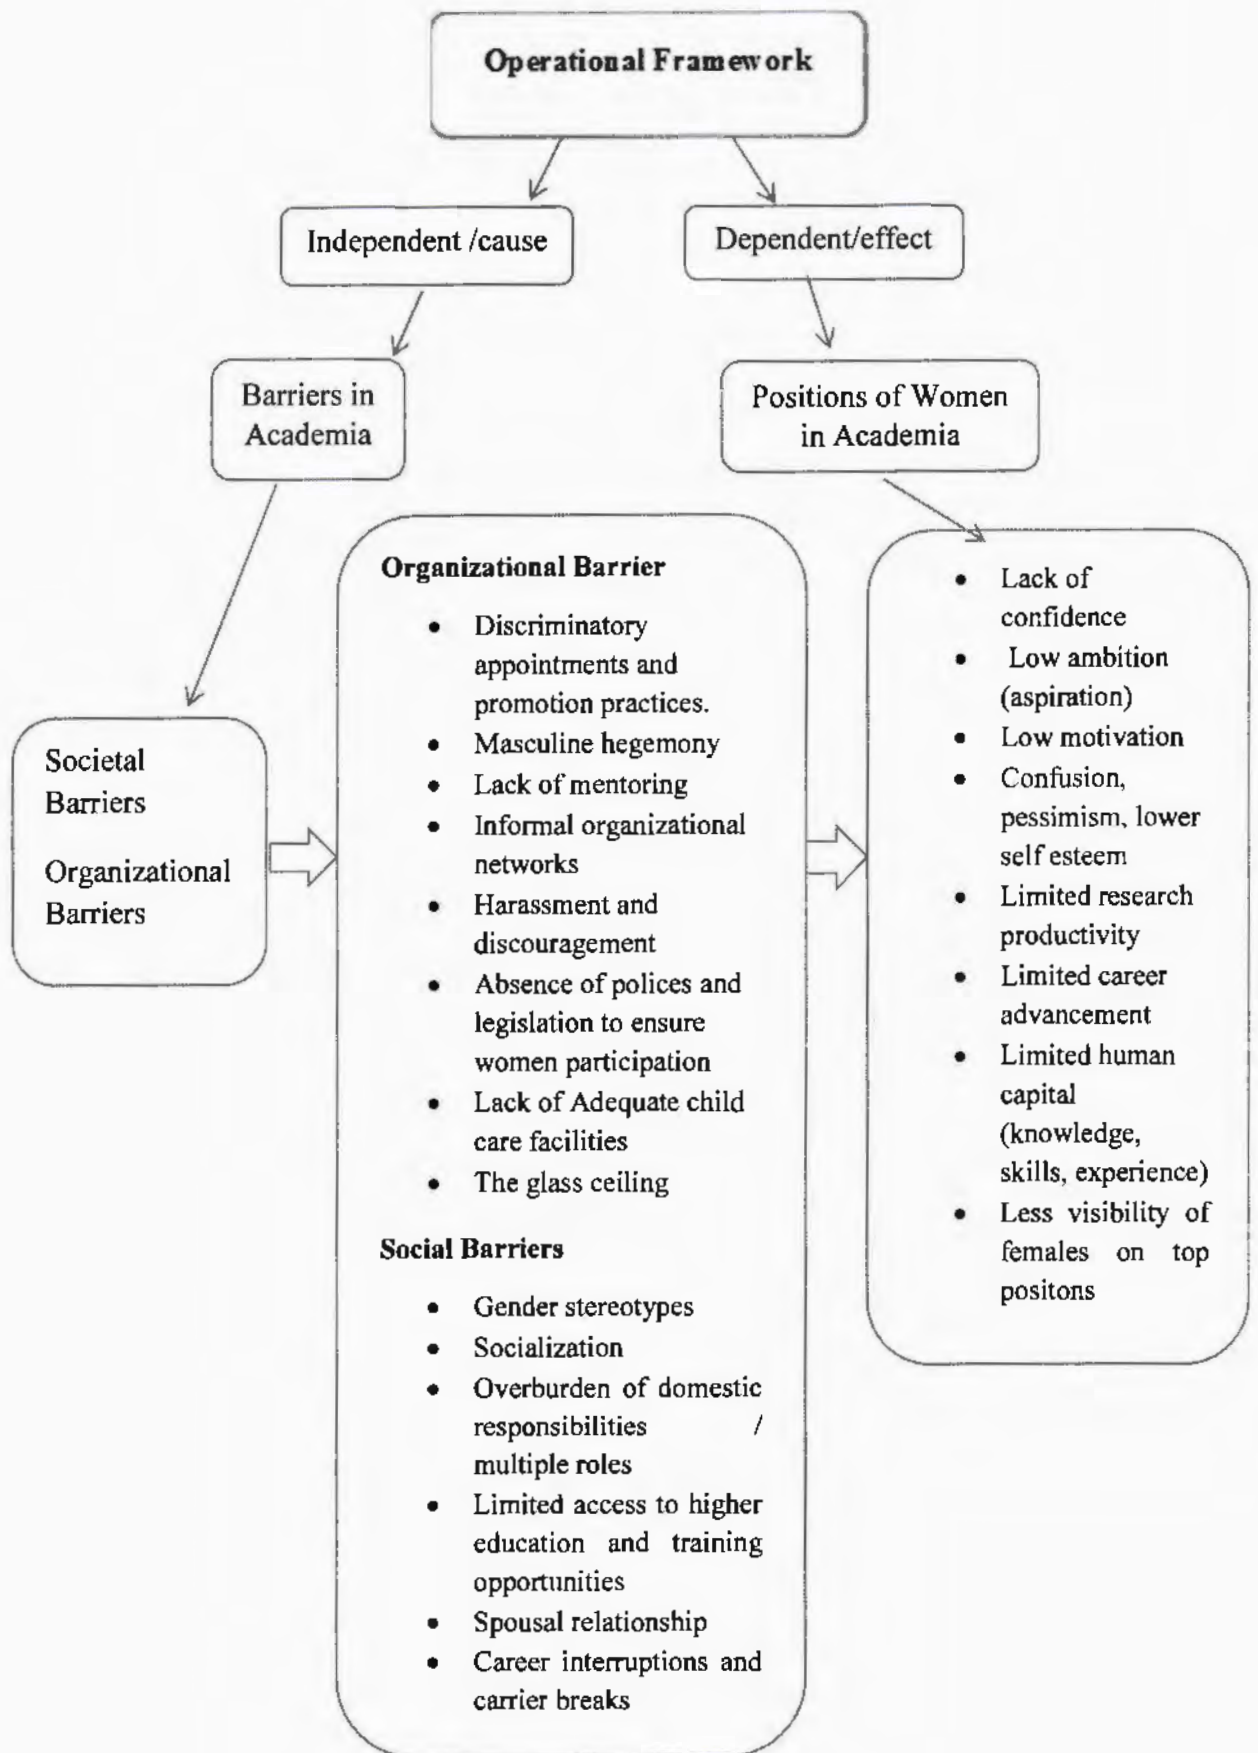 Operational Framework
Independent /cause
Dependent/effect
Barriers in
Academia
Positions of Women
in Academia
Societal
Barriers
Organizational
Barriers
Organizational Barrier
• Discriminatory
appointments and
promotion practices.
• Masculine hegemony
• Lack of mentoring
• Informal organizational
networks
• Harassment and
discouragement
• Absence of polices and
legislation to ensure
women participation
• Lack of Adequate child
care facilities
• The glass ceiling
Social Barriers
• Gender stereotypes
• Socialization
• Overburden of domestic
responsibilities /
multiple roles
• Limited access to higher
education and training
opportunities
• Spousal relationship
• Career interruptions and
carrier breaks
• Lack of
confidence
• Low ambition
(aspiration)
• Low motivation
• Confusion,
pessimism, lower
self esteem
• Limited research
productivity
• Limited career
advancement
• Limited human
capital
(knowledge,
skills, experience)
• Less visibility of
females on top
positons